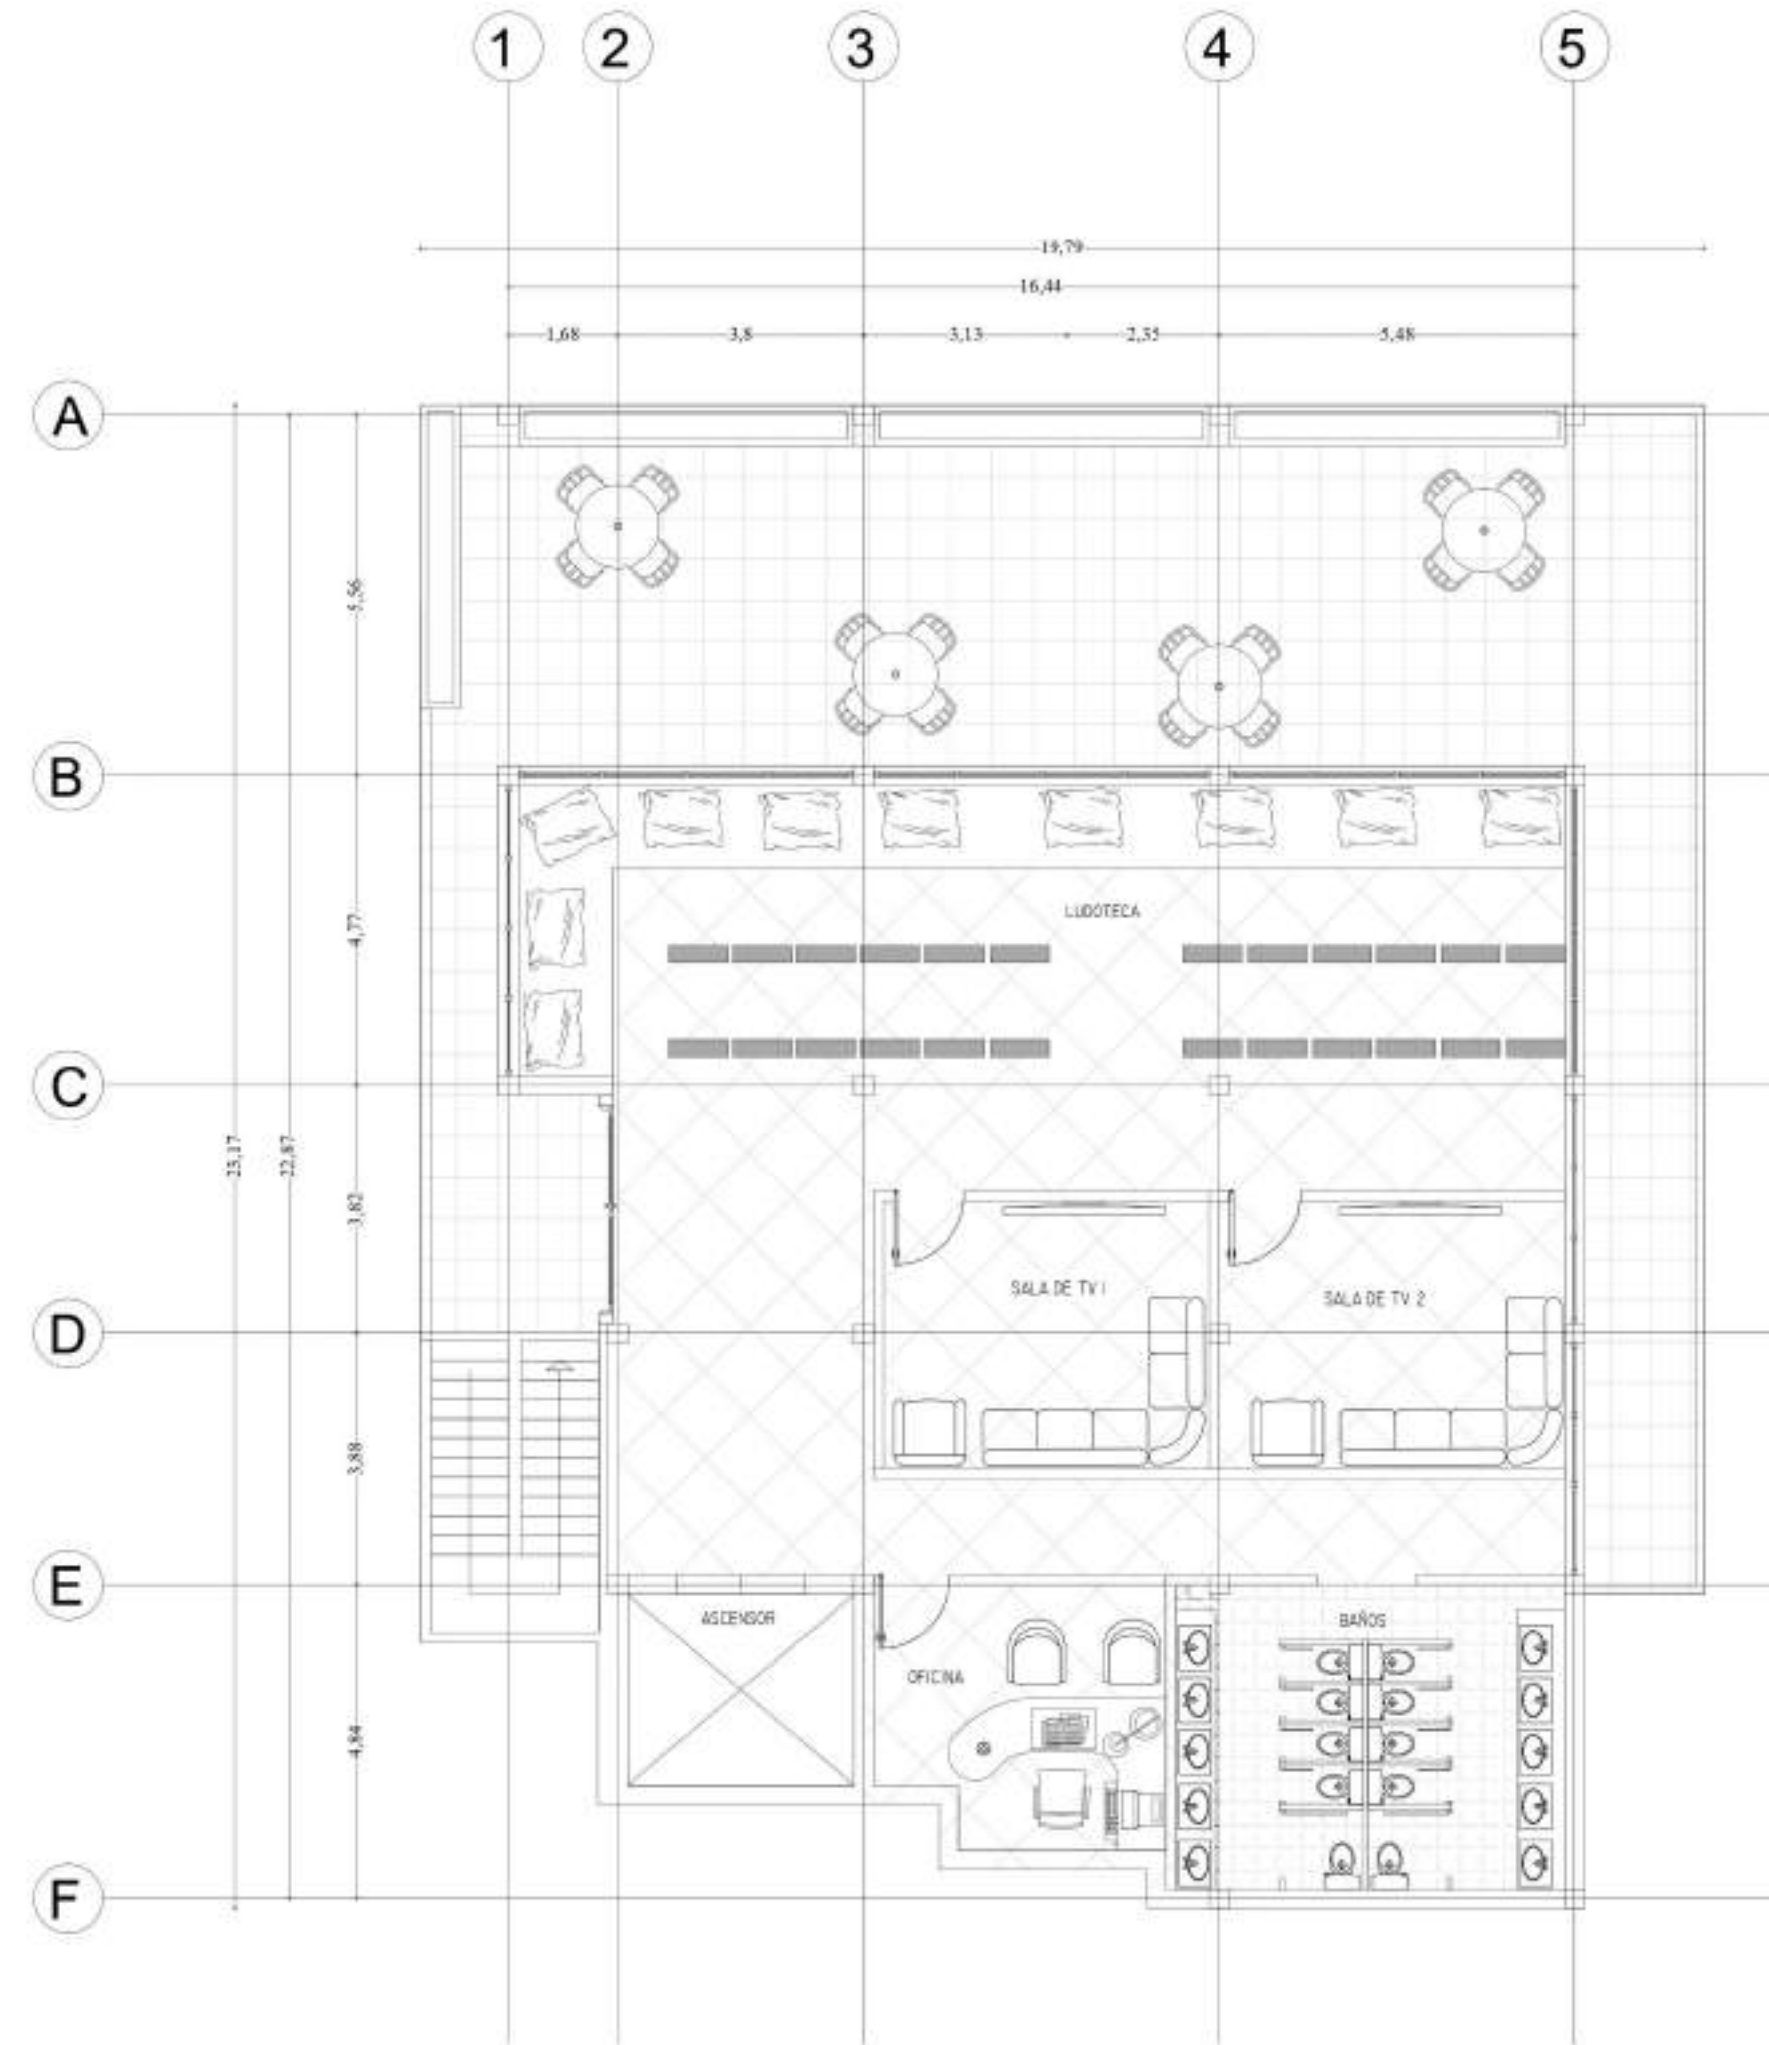 1 2 3 4 5
19,79
16,44
1,68 3,8 3,13 2,35 5,48
A
5,56
B
LUDOTECA
4,77
C
23,17
22,87
3,82
SALA DE TV 1
SALA DE TV 2
D
3,88
E
ASCENSOR
BAÑOS
OFICINA
4,84
F